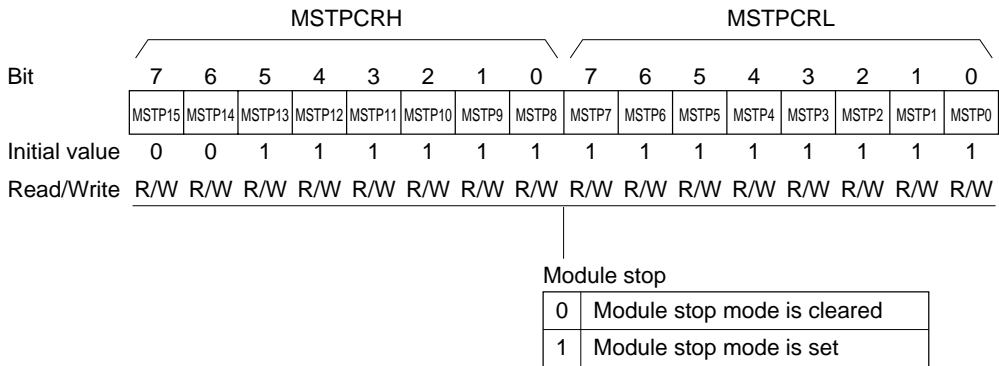 MSTPCRH MSTPCRL
Bit 7 6 5 4 3 2 1 0 7 6 5 4 3 2 1 0
MSTP15 MSTP14 MSTP13 MSTP12 MSTP11 MSTP10 MSTP9 MSTP8 MSTP7 MSTP6 MSTP5 MSTP4 MSTP3 MSTP2 MSTP1 MSTP0
Initial value 0 0 1 1 1 1 1 1 1 1 1 1 1 1 1 1
Read/Write R/W R/W R/W R/W R/W R/W R/W R/W R/W R/W R/W R/W R/W R/W R/W R/W
Module stop
0 Module stop mode is cleared
1 Module stop mode is set